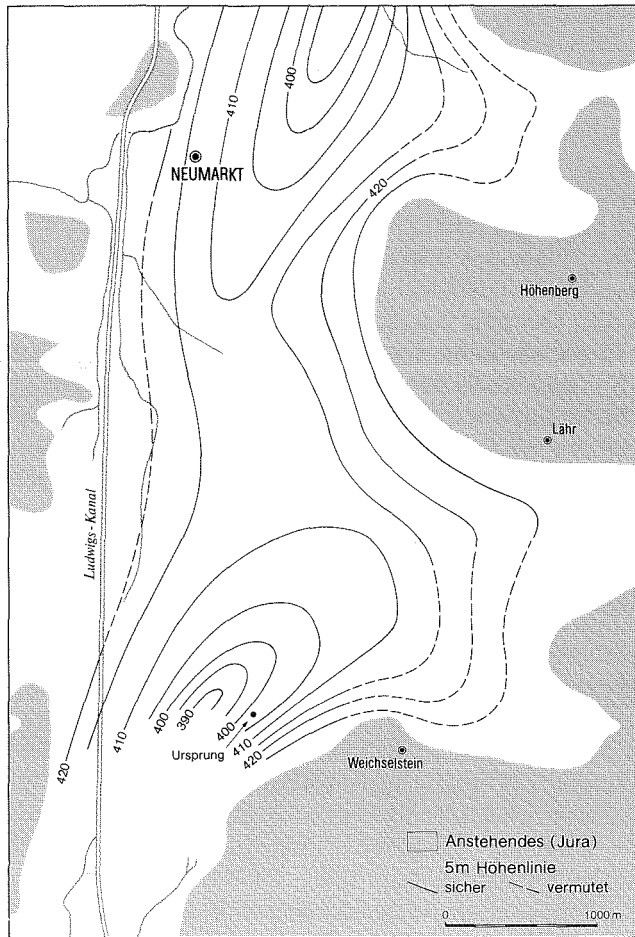 400
410
NEUMARKT
420
Höhenberg
Lähr
Ludwigs-Kanal
400
390
400
410
420
410
420
Ursprung
Weichselstein
Anstehendes (Jura)
5m Höhenlinie
sicher
vermutet
0
1000 m